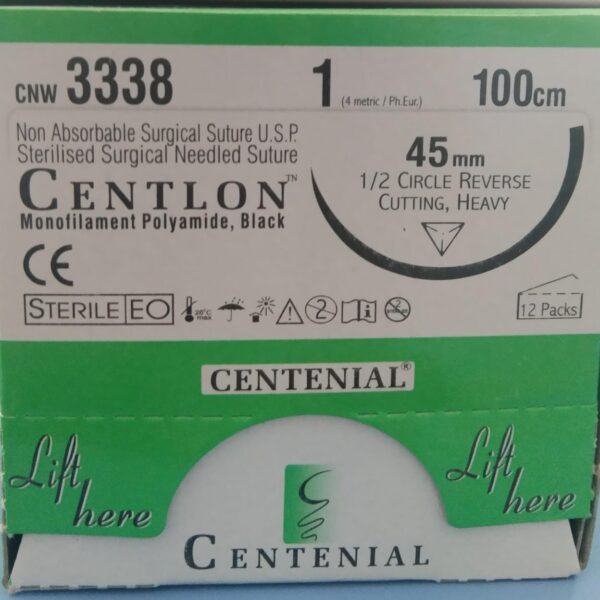 CNW 3338
1 (4 metric / Ph.Eur.)
100cm
Non Absorbable Surgical Suture U.S.P.
Sterilised Surgical Needled Suture
CENTLON™
Monofilament Polyamide, Black
45mm
1/2 CIRCLE REVERSE
CUTTING, HEAVY
CE
STERILE EO
12 Packs
CENTENIAL®
Lift
here
Lift
here
CENTENIAL